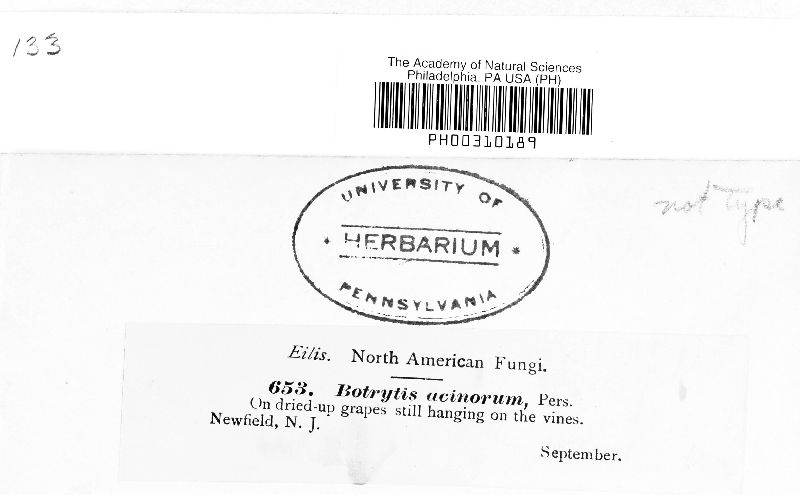 133
The Academy of Natural Sciences
Philadelphia, PA USA (PH)
PH00310189
not Type
UNIVERSITY OF
HERBARIUM
PENNSYLVANIA
Ellis. North American Fungi.
653. Botrytis acinorum, Pers.
On dried-up grapes still hanging on the vines.
Newfield, N. J.
September.